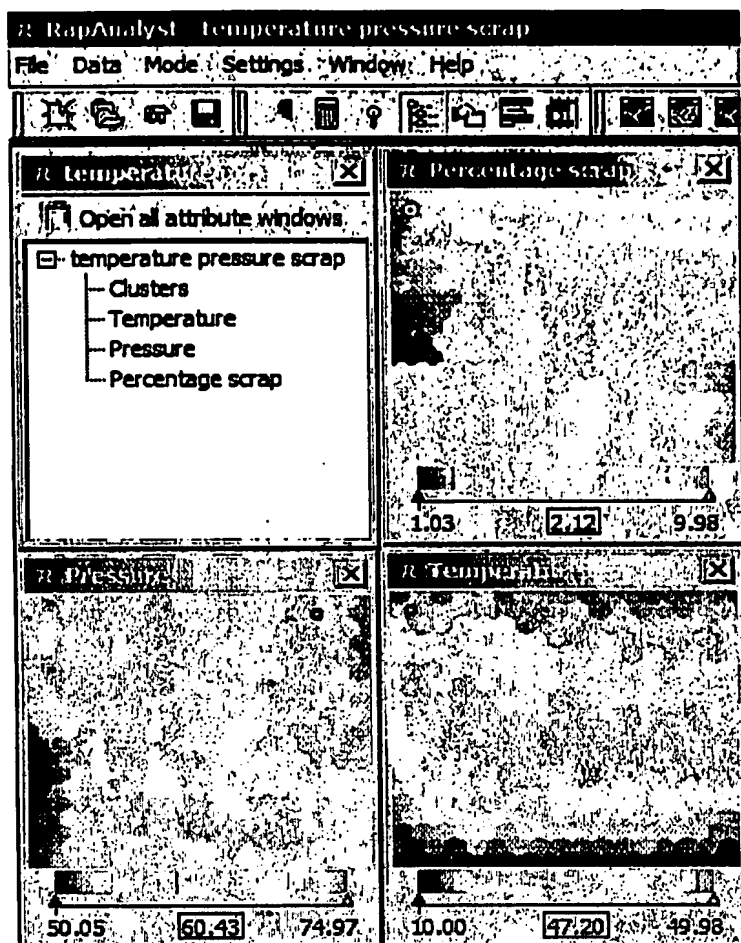 RapAnalyst temperature pressure scrap
File Data Mode Settings Window Help
temperature
Open all attribute windows
temperature pressure scrap
Clusters
Temperature
Pressure
Percentage scrap
Percentage scrap
1.03 2.12 9.98
Pressure
50.05 60.43 74.97
Temperatu
10.00 47.20 49.98